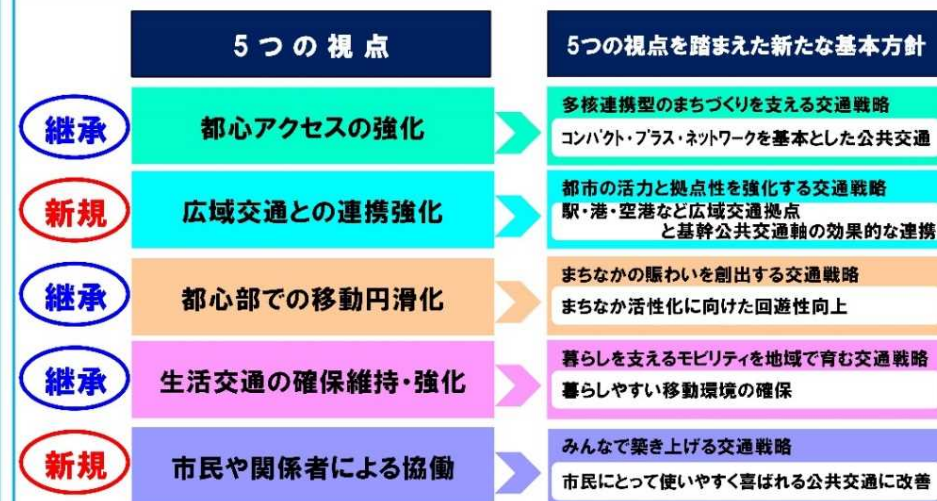 5つの視点
5つの視点を踏まえた新たな基本方針
継承
都心アクセスの強化
多核連携型のまちづくりを支える交通戦略
コンパクト・プラス・ネットワークを基本とした公共交通
新規
広域交通との連携強化
都市の活力と拠点性を強化する交通戦略
駅・港・空港など広域交通拠点
と基幹公共交通軸の効果的な連携
継承
都心部での移動円滑化
まちなかの賑わいを創出する交通戦略
まちなか活性化に向けた回遊性向上
継承
生活交通の確保維持・強化
暮らしを支えるモビリティを地域で育む交通戦略
暮らしやすい移動環境の確保
新規
市民や関係者による協働
みんなで築き上げる交通戦略
市民にとって使いやすく喜ばれる公共交通に改善